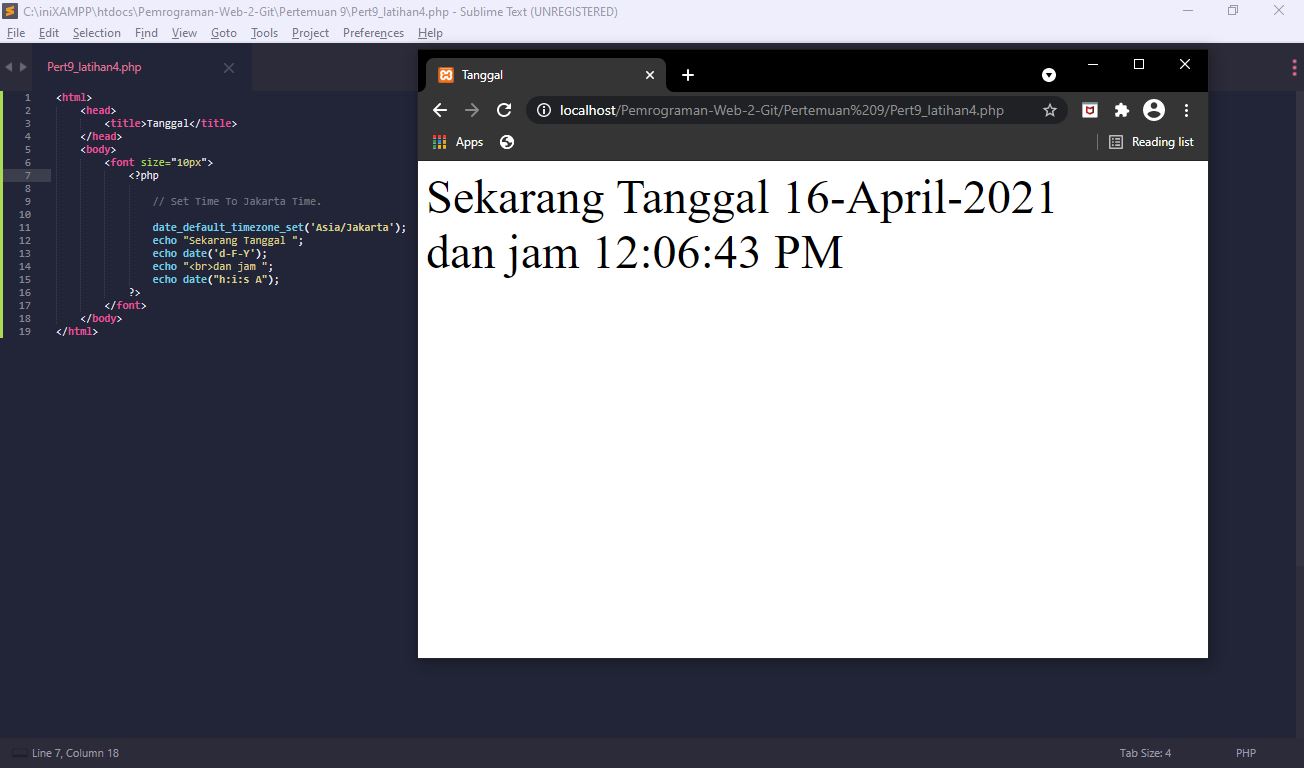 C:\iniXAMPP\htdocs\Pemrograman-Web-2-Git\Pertemuan 9\Pert9_latihan4.php - Sublime Text (UNREGISTERED)
File Edit Selection Find View Goto Tools Project Preferences Help
Pert9_latihan4.php
1 <html>
2 <head>
3 <title>Tanggal</title>
4 </head>
5 <body>
6 <font size="10px">
7 <?php
8
9 // Set Time To Jakarta Time.
10
11 date_default_timezone_set('Asia/Jakarta');
12 echo "Sekarang Tanggal ";
13 echo date('d-F-Y');
14 echo "<br>dan jam ";
15 echo date("h:i:s A");
16 ?>
17 </font>
18 </body>
19 </html>
Tanggal
localhost/Pemrograman-Web-2-Git/Pertemuan%209/Pert9_latihan4.php
Apps
Reading list
Sekarang Tanggal 16-April-2021
dan jam 12:06:43 PM
Line 7, Column 18
Tab Size: 4
PHP